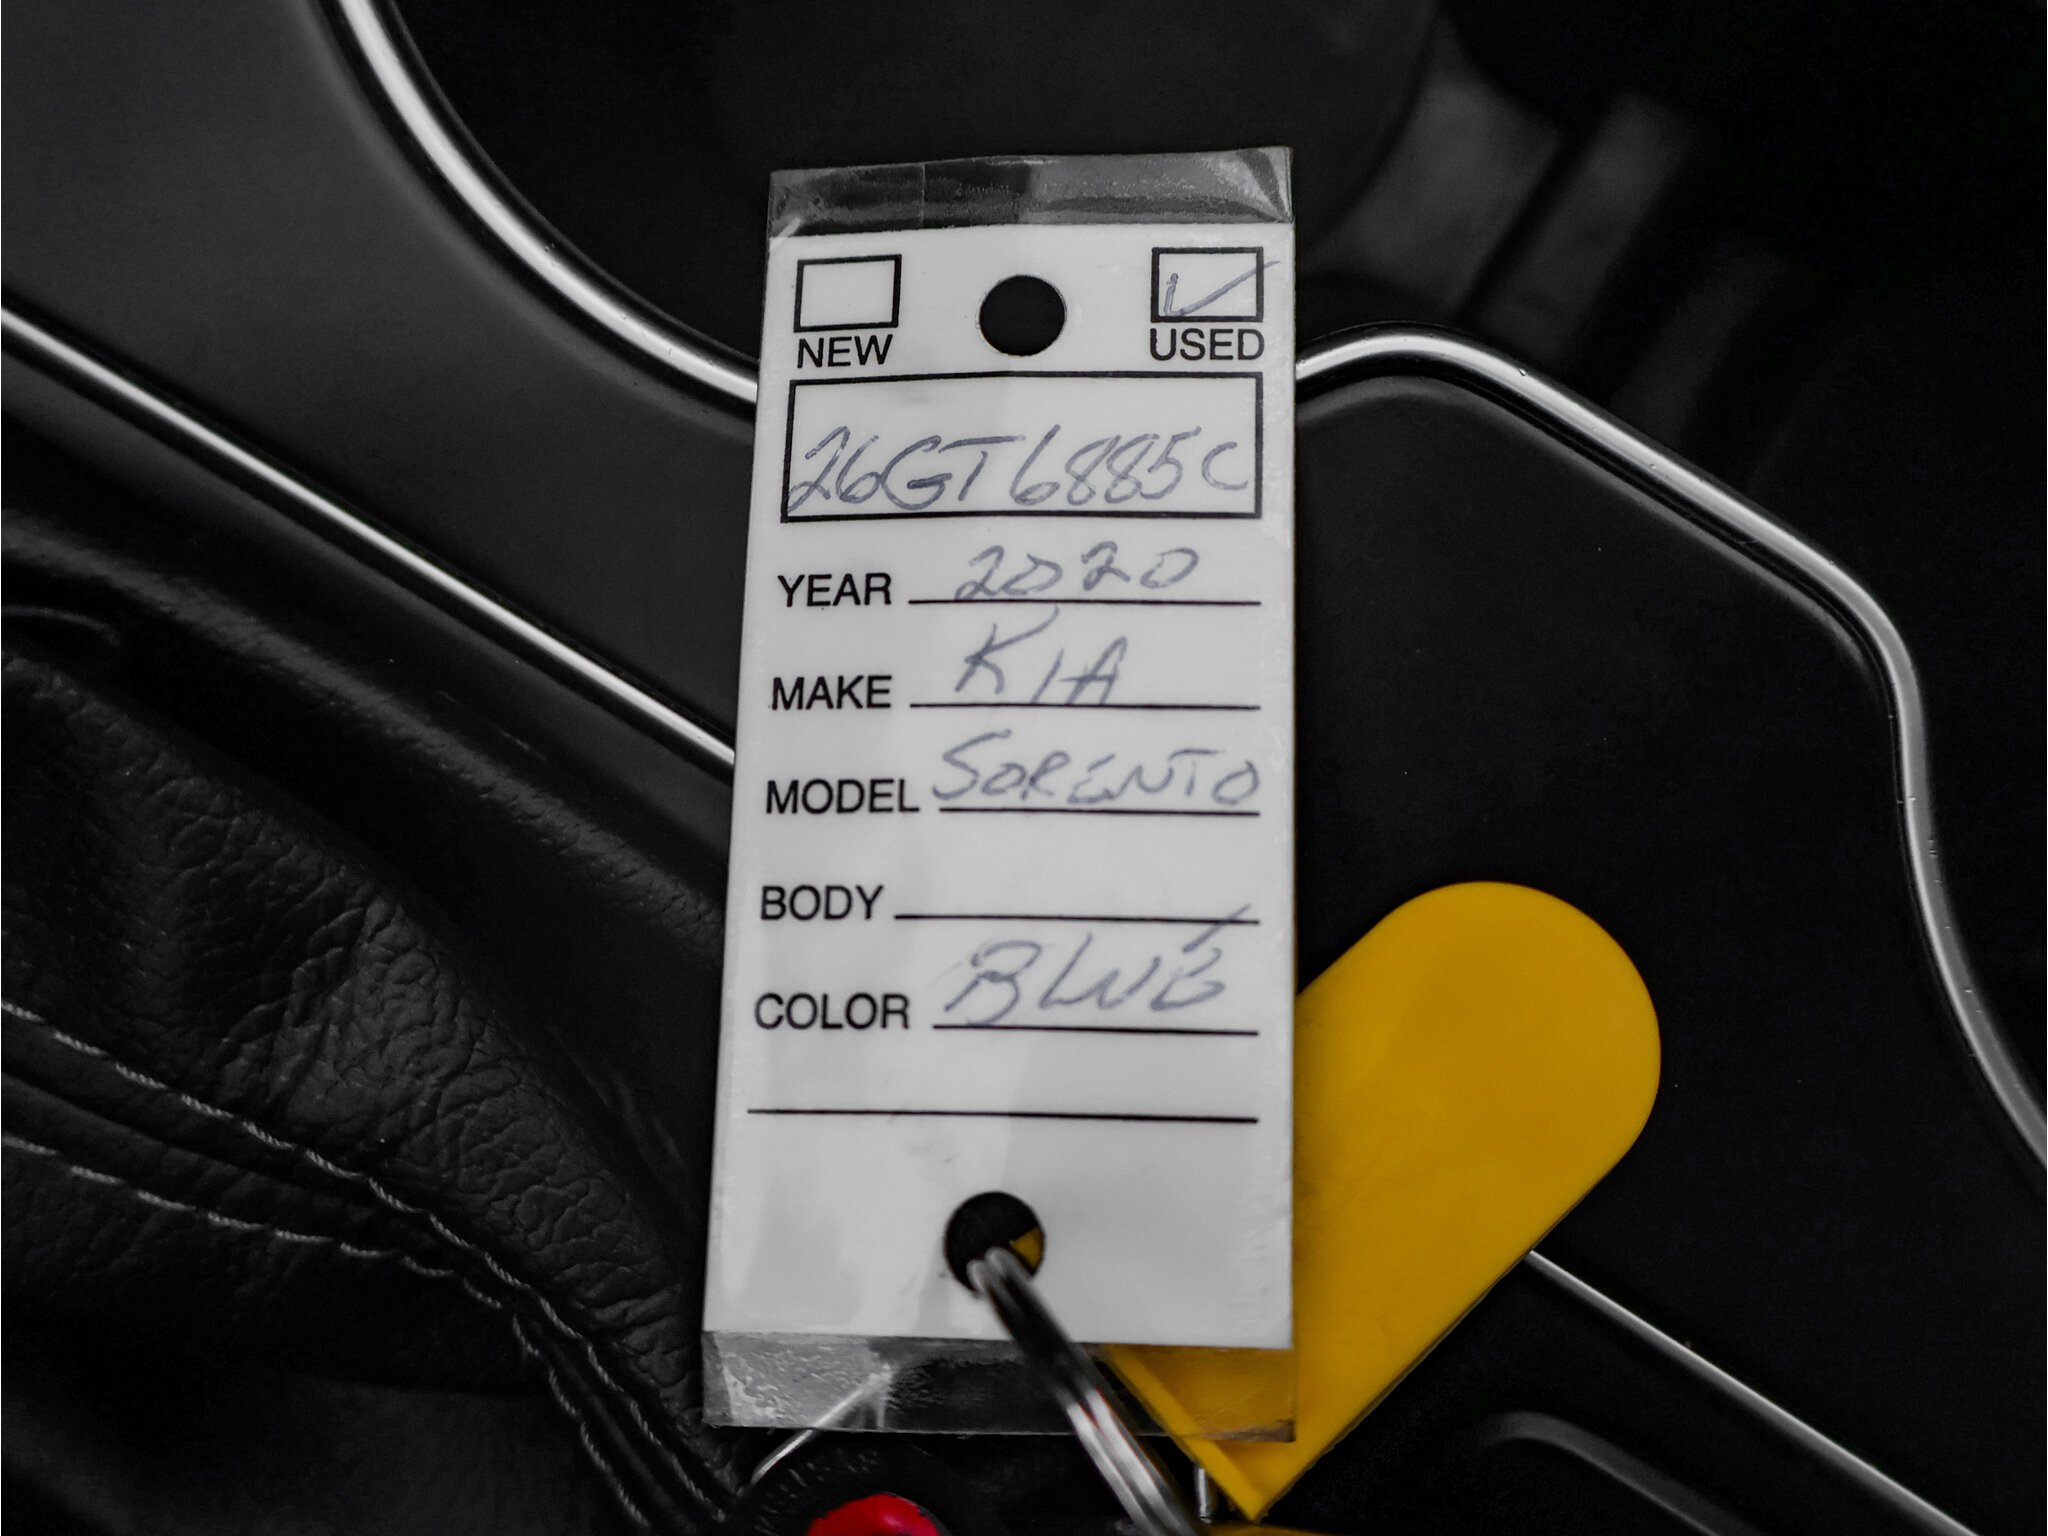 NEW USED
26GT6885C
YEAR 2020
MAKE KIA
MODEL SORENTO
BODY
COLOR BLUE